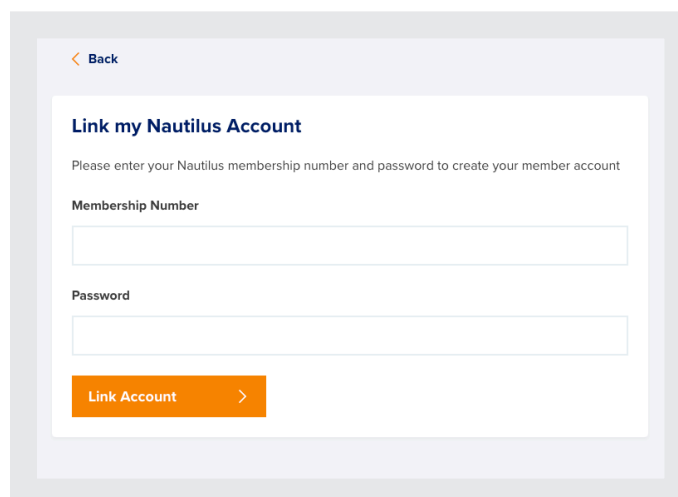 Back
Link my Nautilus Account
Please enter your Nautilus membership number and password to create your member account
Membership Number
Password
Link Account